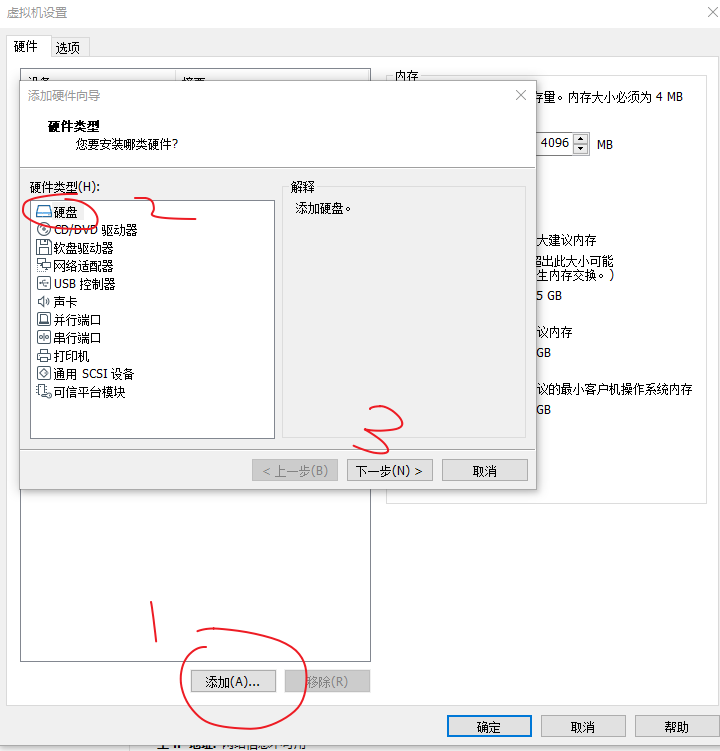 虚拟机设置
硬件 选项
内存
添加硬件向导
存量。内存大小必须为 4 MB
硬件类型
您要安装哪类硬件?
4096 MB
硬件类型(H):
解释
硬盘
添加硬盘。
2
CD/DVD 驱动器
软盘驱动器
大建议内存
网络适配器
超出此大小可能
USB 控制器
生内存交换。)
声卡
5 GB
并行端口
串行端口
议内存
打印机
GB
通用 SCSI 设备
可信平台模块
议的最小客户机操作系统内存
GB
3
< 上一步(B) 下一步(N) > 取消
1
添加(A)... 移除(R)
确定 取消 帮助